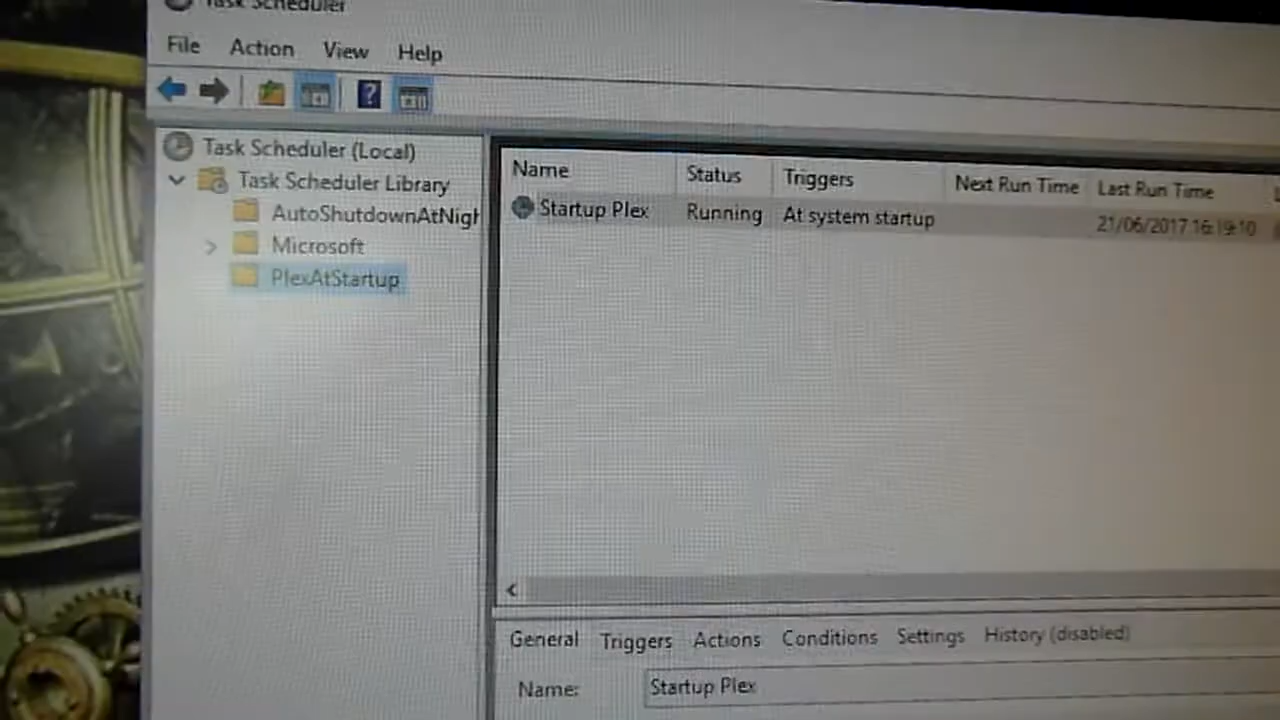 Task Scheduler
File Action View Help
Task Scheduler (Local)
Task Scheduler Library
AutoShutdownAtNigh
Microsoft
PlexAtStartup
Name Status Triggers Next Run Time Last Run Time
Startup Plex Running At system startup 21/06/2017 16:19:10
General Triggers Actions Conditions Settings History (disabled)
Name: Startup Plex